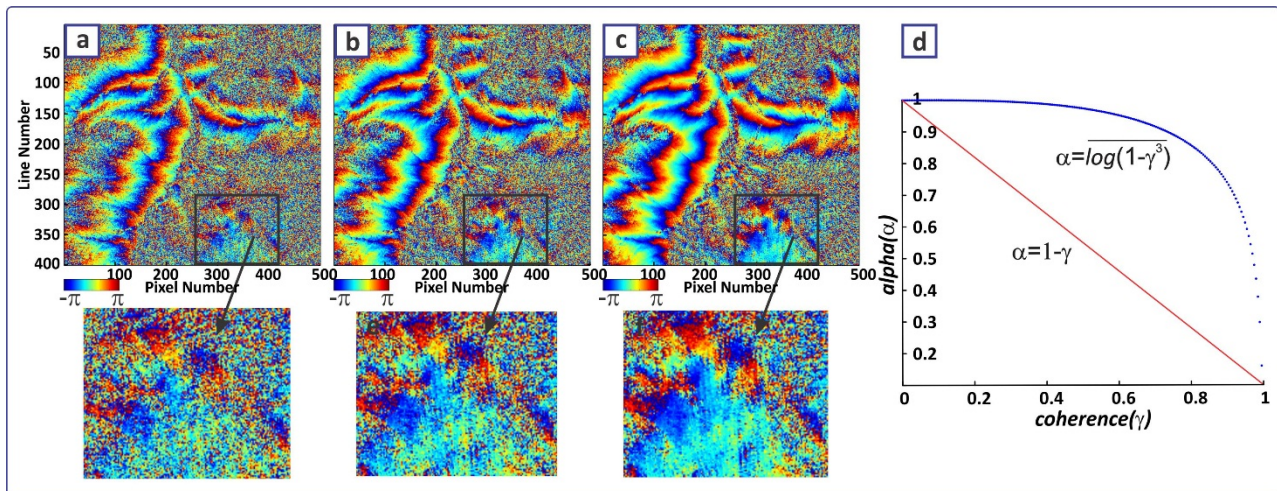 a
b
c
d
Line Number
50
100
150
200
250
300
350
400
100 200 300 400 500
100 200 300 400 500
100 200 300 400 500
-π π Pixel Number
-π π Pixel Number
-π π Pixel Number
alpha(α)
1
0.9
0.8
0.7
0.6
0.5
0.4
0.3
0.2
α=log(1-γ³)
α=1-γ
0 0.2 0.4 0.6 0.8 1
coherence(γ)